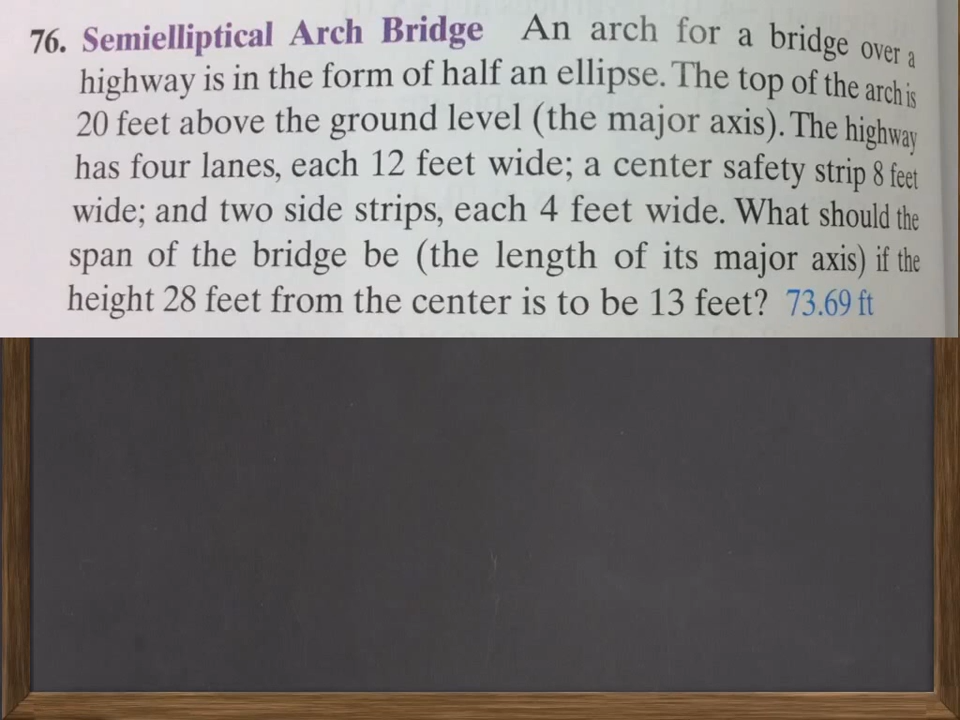 76. Semielliptical Arch Bridge An arch for a bridge over a
highway is in the form of half an ellipse. The top of the arch is
20 feet above the ground level (the major axis). The highway
has four lanes, each 12 feet wide; a center safety strip 8 feet
wide; and two side strips, each 4 feet wide. What should the
span of the bridge be (the length of its major axis) if the
height 28 feet from the center is to be 13 feet? 73.69 ft